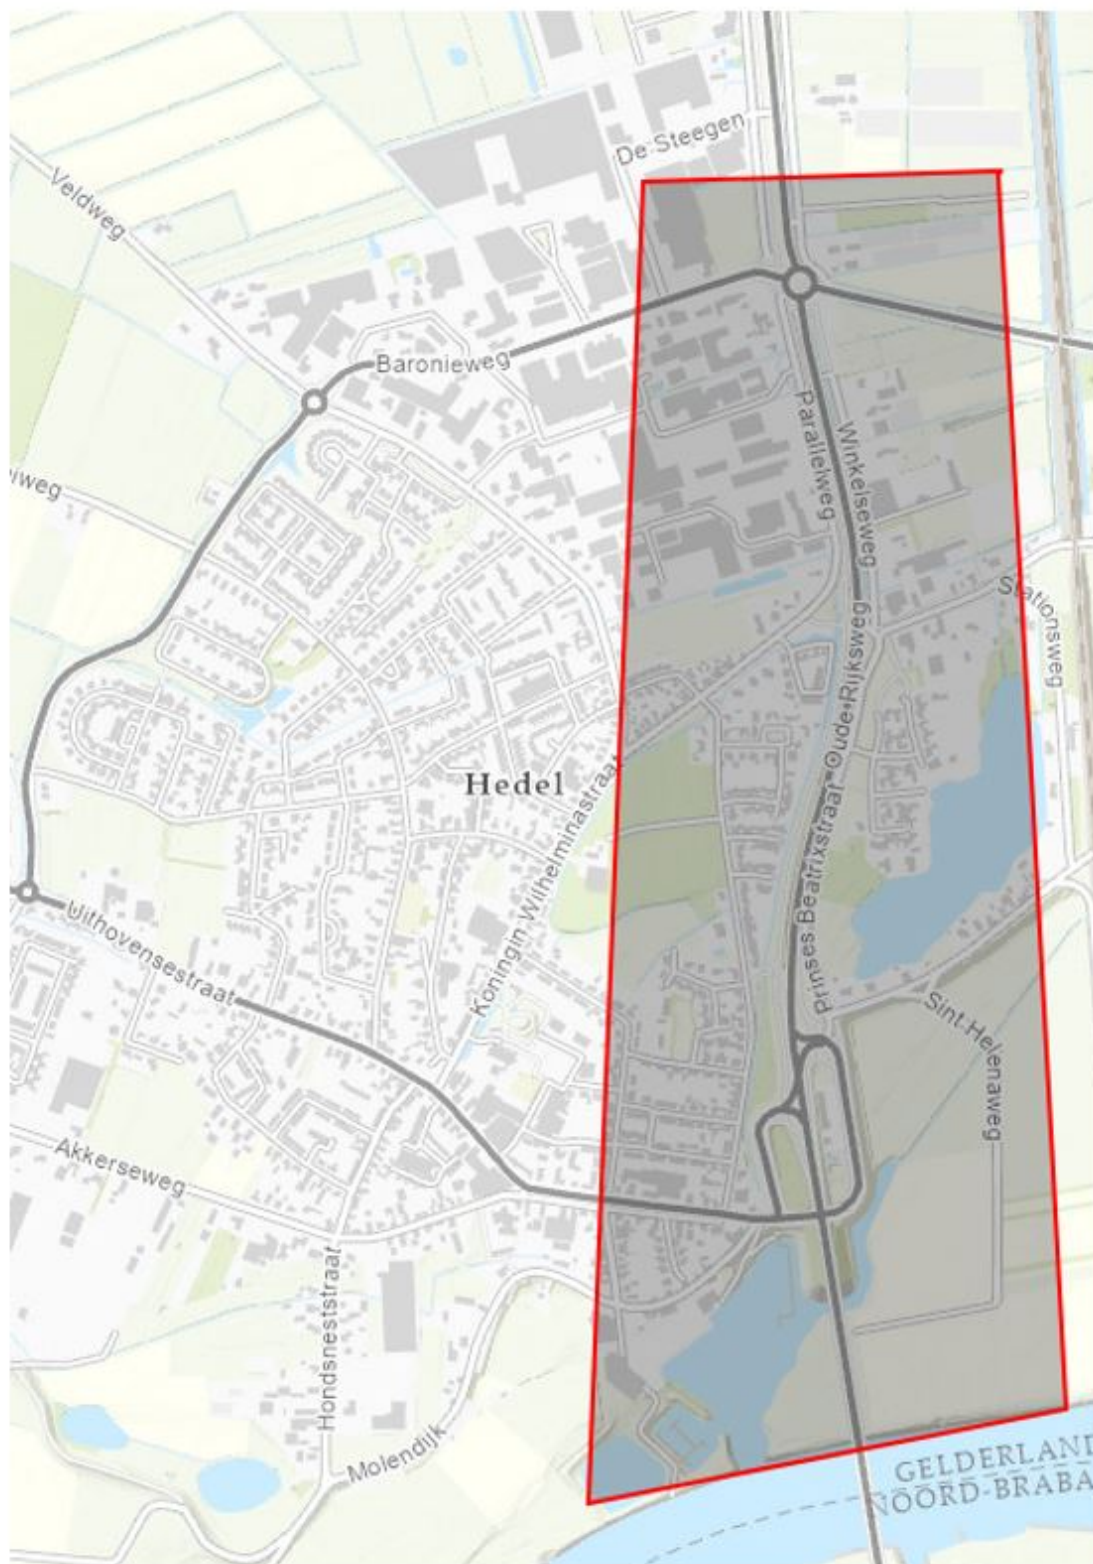 De Steegen
Veldweg
Baronieweg
Parallelweg
Winkelseweg
Stationsweg
Hedel
Koningin Wilhelminastraat
Prinses Beatrixstraat
Oude Rijksweg
Uithovensestraat
Sint Helenaweg
Akkerseweg
Hondsneststraat
Molendijk
GELDERLAND
NOORD-BRABA